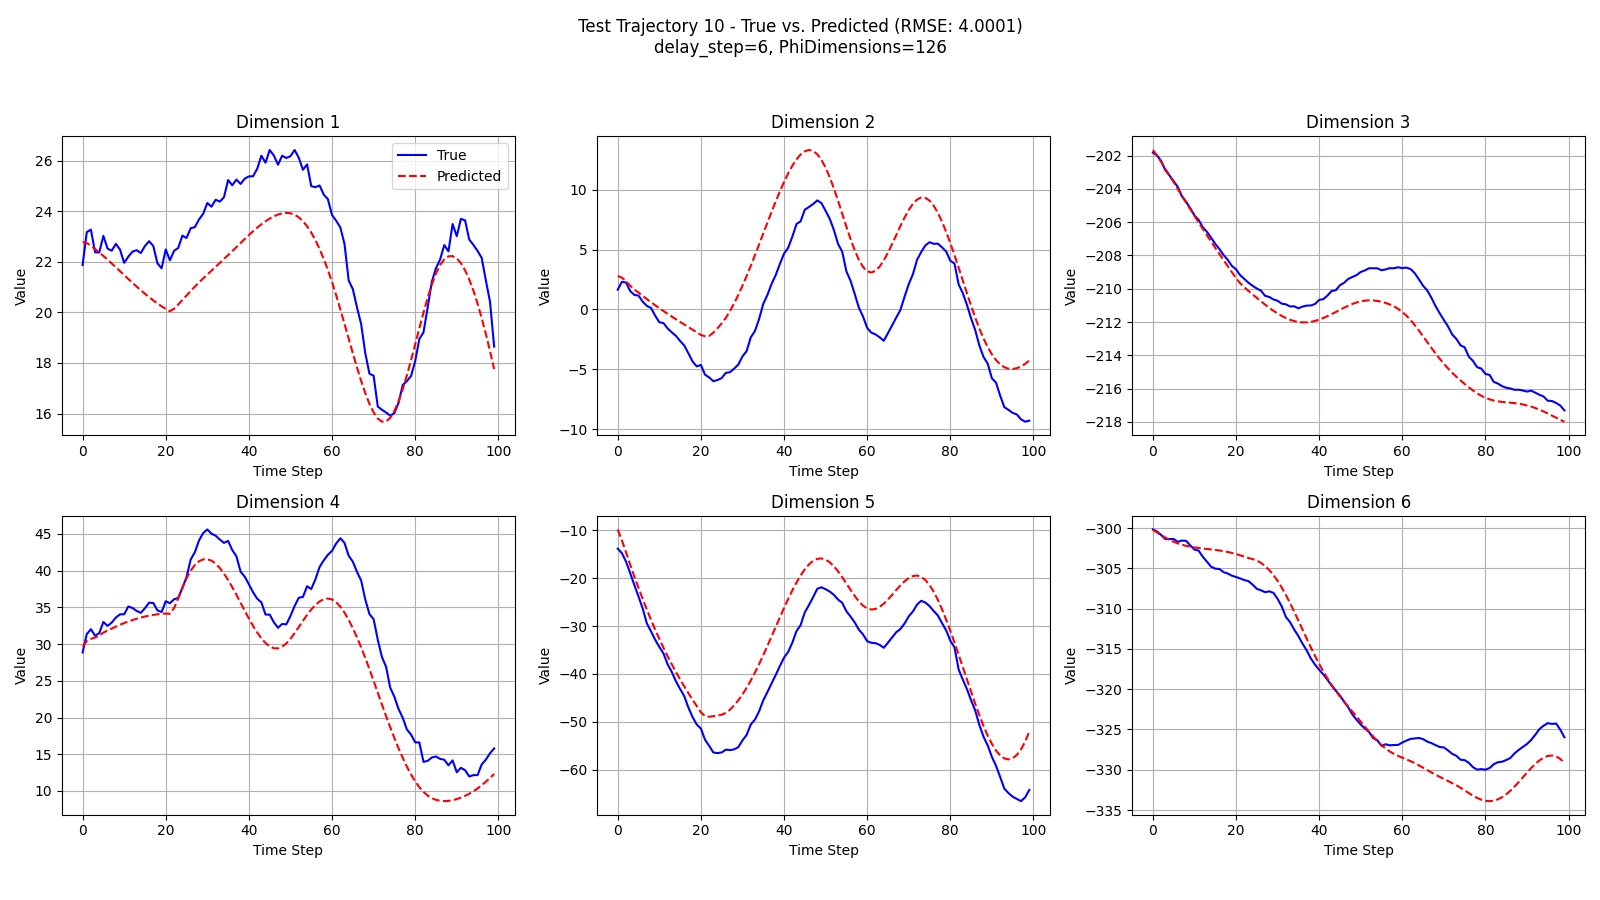 Test Trajectory 10 - True vs. Predicted (RMSE: 4.0001)
delay_step=6, PhiDimensions=126
Dimension 1
Value
26
24
22
20
18
16
0 20 40 60 80 100
Time Step
True
Predicted
Dimension 2
Value
10
5
0
−5
−10
0 20 40 60 80 100
Time Step
Dimension 3
Value
−202
−204
−206
−208
−210
−212
−214
−216
−218
0 20 40 60 80 100
Time Step
Dimension 4
Value
45
40
35
30
25
20
15
10
0 20 40 60 80 100
Time Step
Dimension 5
Value
−10
−20
−30
−40
−50
−60
0 20 40 60 80 100
Time Step
Dimension 6
Value
−300
−305
−310
−315
−320
−325
−330
−335
0 20 40 60 80 100
Time Step